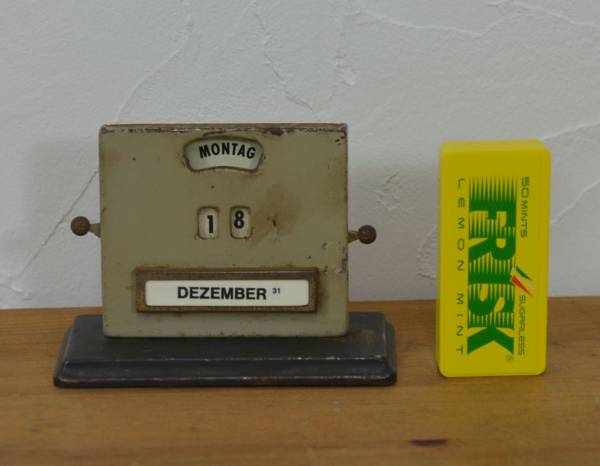 MONTAG
1 8
DEZEMBER 31
50 MINTS
FRISK®
SUGARLESS
LEMON MINT